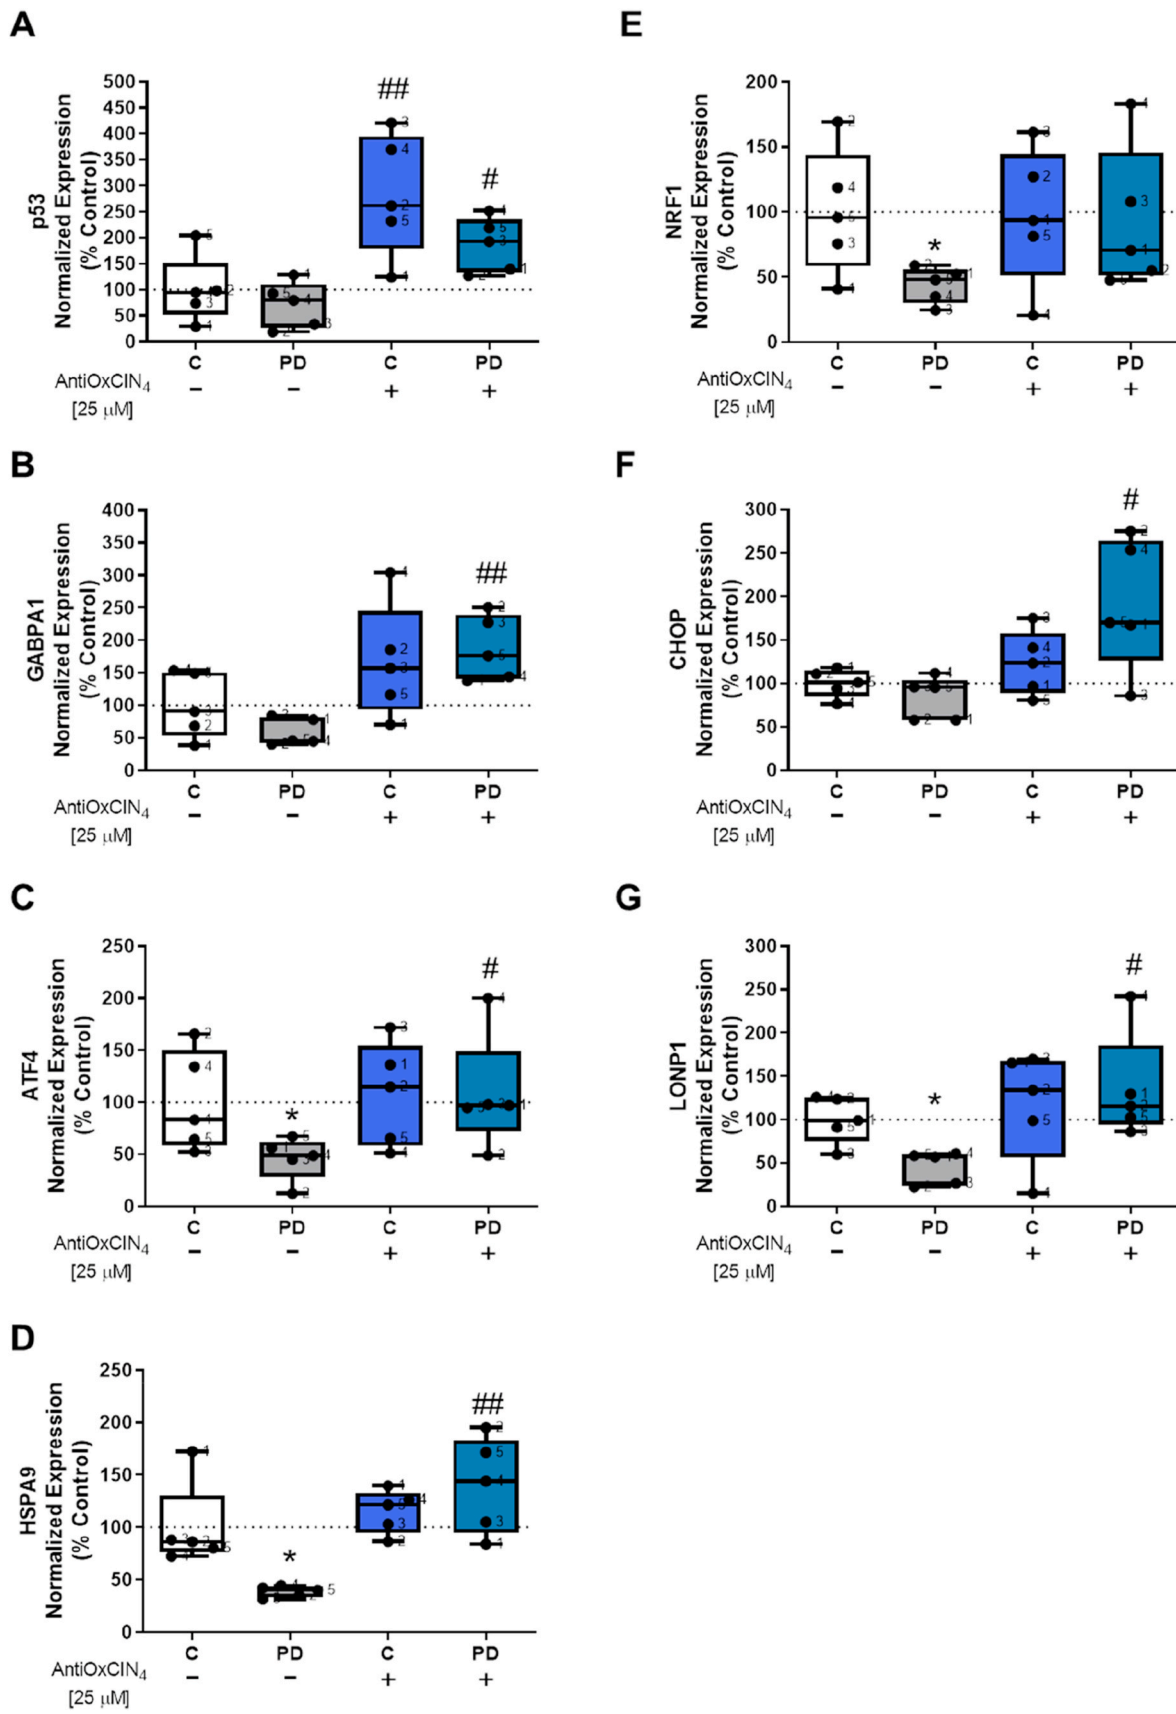 A
p53
Normalized Expression
(% Control)
500
450
400
350
300
250
200
150
100
50
0
##
#
C PD C PD
AntiOxCIN4 − − + +
[25 µM]
E
NRF1
Normalized Expression
(% Control)
200
150
100
50
0
*
C PD C PD
AntiOxCIN4 − − + +
[25 µM]
B
GABPA1
Normalized Expression
(% Control)
400
350
300
250
200
150
100
50
0
##
C PD C PD
AntiOxCIN4 − − + +
[25 µM]
F
CHOP
Normalized Expression
(% Control)
300
250
200
150
100
50
0
#
C PD C PD
AntiOxCIN4 − − + +
[25 µM]
C
ATF4
Normalized Expression
(% Control)
250
200
150
100
50
0
*
#
C PD C PD
AntiOxCIN4 − − + +
[25 µM]
G
LONP1
Normalized Expression
(% Control)
300
250
200
150
100
50
0
*
#
C PD C PD
AntiOxCIN4 − − + +
[25 µM]
D
HSPA9
Normalized Expression
(% Control)
250
200
150
100
50
0
*
##
C PD C PD
AntiOxCIN4 − − + +
[25 µM]